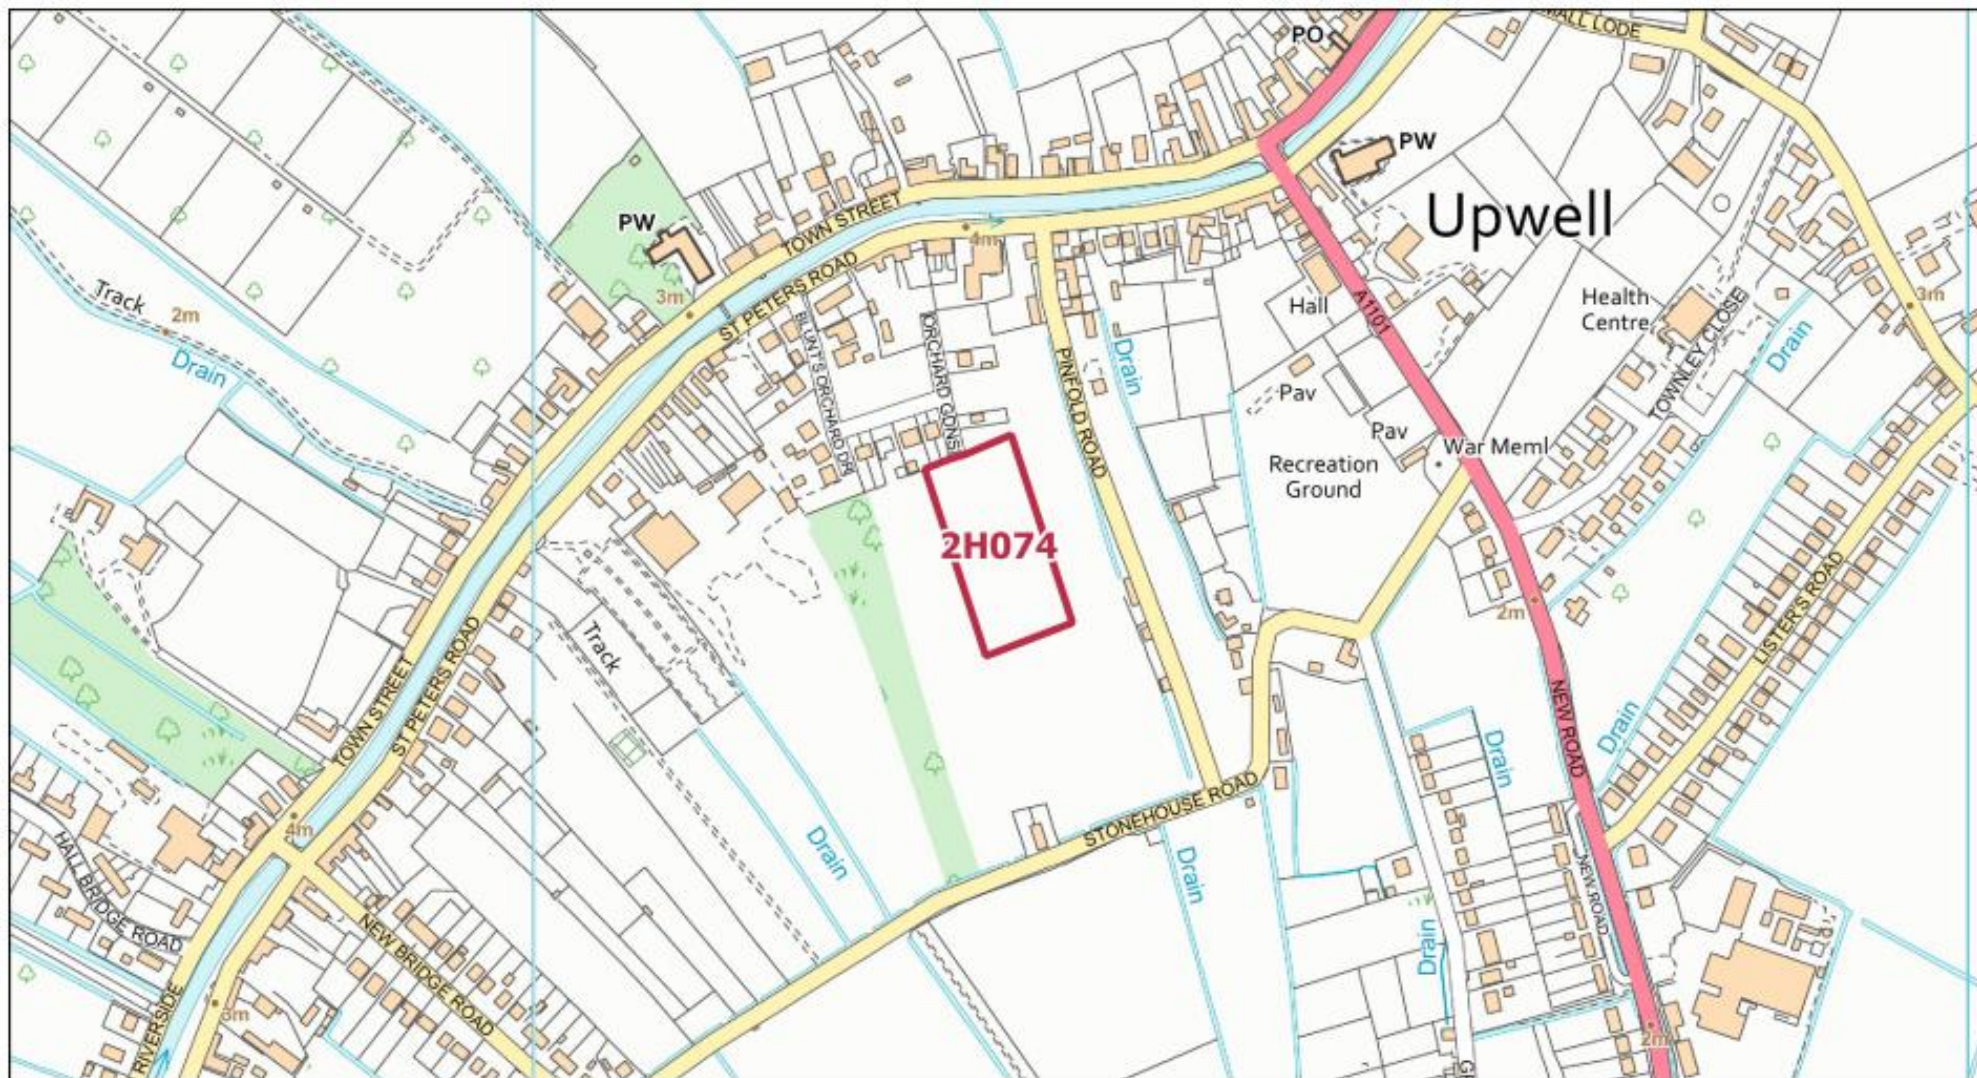 SMALL LODE
PO
PW
PW
Upwell
TOWN STREET
4m
ST PETERS ROAD
3m
Track
2m
Drain
BLUNT'S ORCHARD DR
ORCHARD GDNS
PINFOLD ROAD
Drain
Hall
A1101
Health
Centre
TOWNLEY CLOSE
Drain
3m
Pav
Pav
War Meml
Recreation
Ground
2H074
Track
2m
LISTER'S ROAD
TOWN STREET
ST PETERS ROAD
NEW ROAD
Drain
Drain
4m
HALL BRIDGE ROAD
Drain
STONEHOUSE ROAD
Drain
NEW ROAD
NEW BRIDGE ROAD
Drain
RIVERSIDE
3m
2m